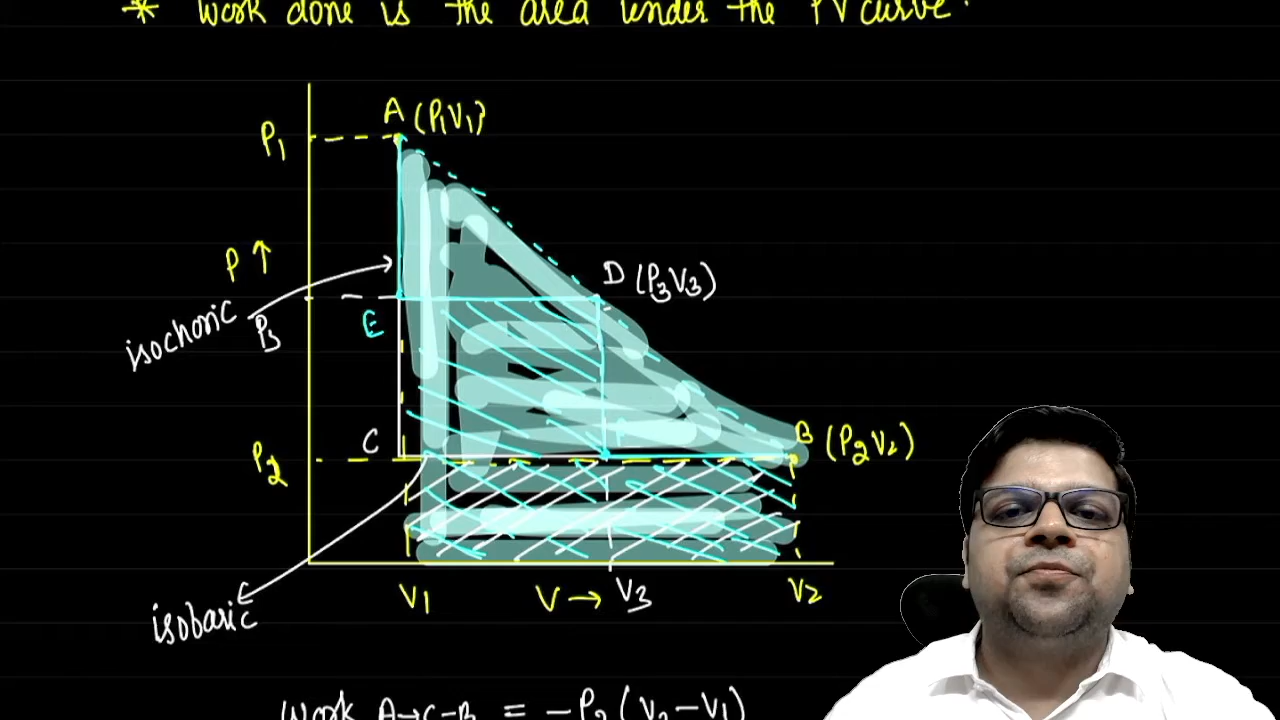 * Work done is the area under the PV curve.
A (P₁V₁)
P₁
P ↑
D (P₃V₃)
isochoric
P₃
E
C
B (P₂V₂)
P₂
V₁
V →
V₃
V₂
isobaric
Work A→C-B = -P₂ (V₂-V₁)